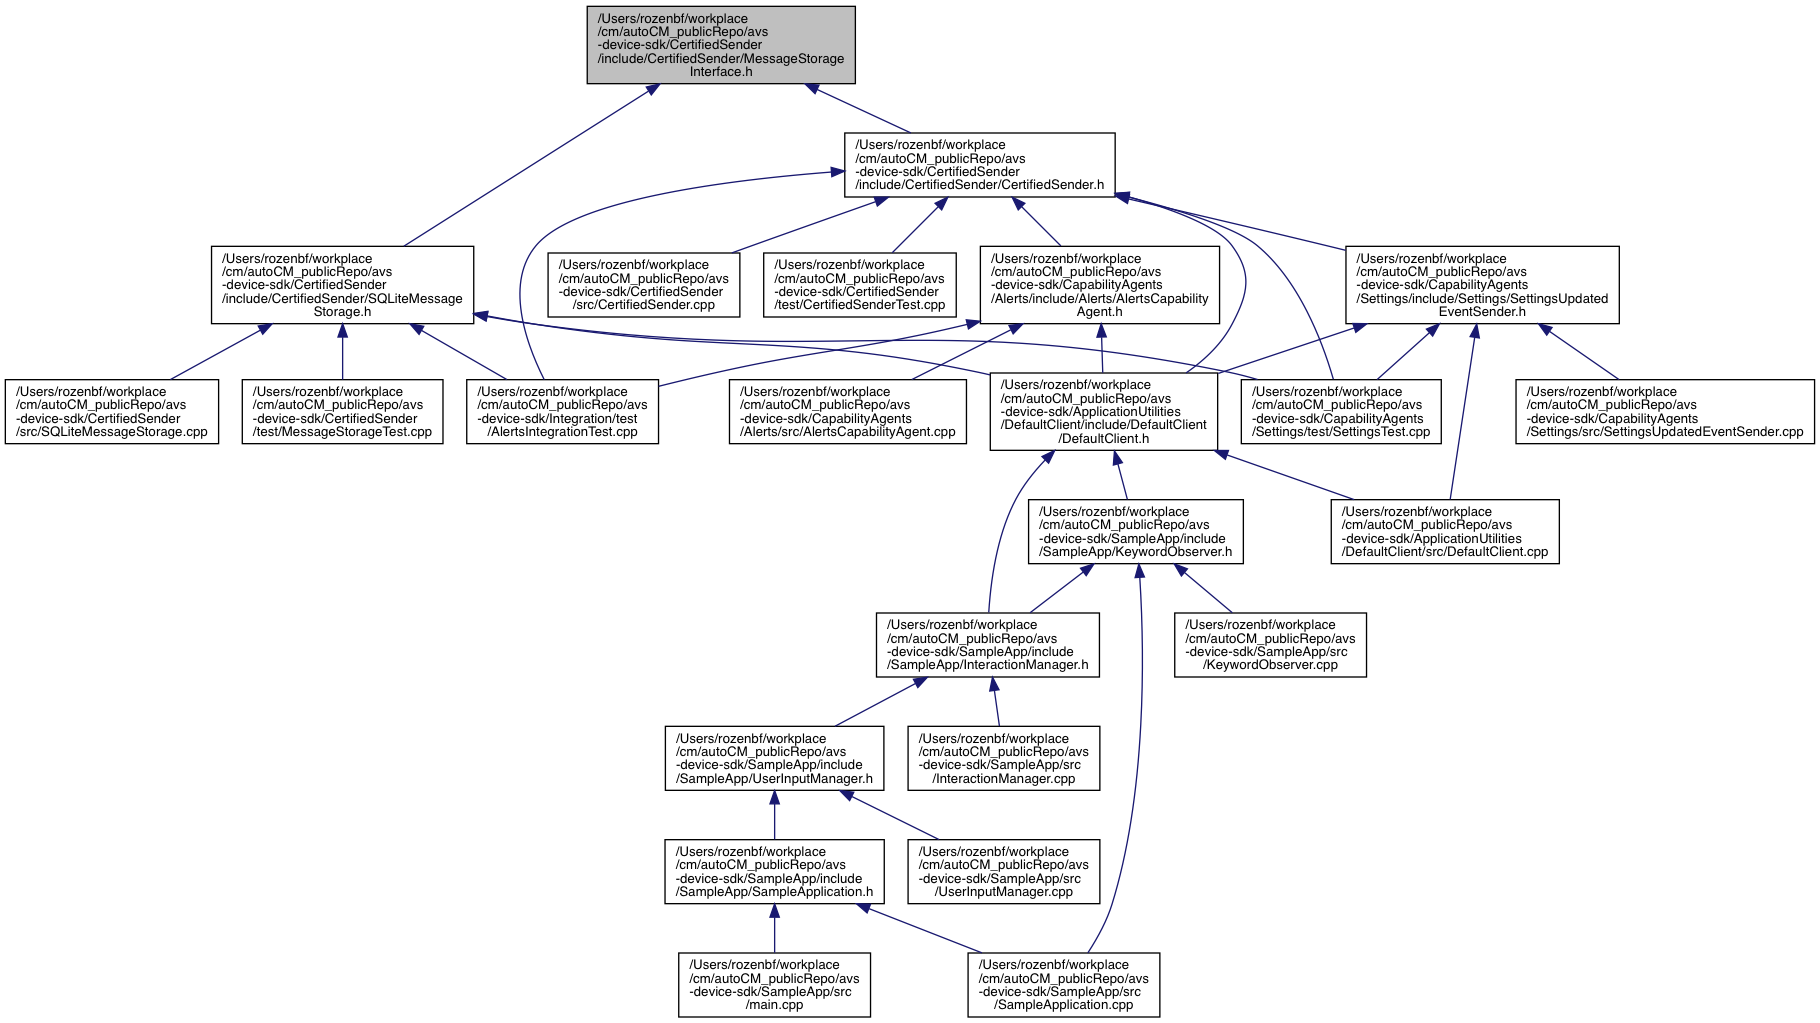 /Users/rozenbf/workplace
/cm/autoCM_publicRepo/avs
-device-sdk/CertifiedSender
/include/CertifiedSender/MessageStorage
Interface.h
/Users/rozenbf/workplace
/cm/autoCM_publicRepo/avs
-device-sdk/CertifiedSender
/include/CertifiedSender/CertifiedSender.h
/Users/rozenbf/workplace
/cm/autoCM_publicRepo/avs
-device-sdk/CertifiedSender
/include/CertifiedSender/SQLiteMessage
Storage.h
/Users/rozenbf/workplace
/cm/autoCM_publicRepo/avs
-device-sdk/CertifiedSender
/src/CertifiedSender.cpp
/Users/rozenbf/workplace
/cm/autoCM_publicRepo/avs
-device-sdk/CertifiedSender
/test/CertifiedSenderTest.cpp
/Users/rozenbf/workplace
/cm/autoCM_publicRepo/avs
-device-sdk/CapabilityAgents
/Alerts/include/Alerts/AlertsCapability
Agent.h
/Users/rozenbf/workplace
/cm/autoCM_publicRepo/avs
-device-sdk/CapabilityAgents
/Settings/include/Settings/SettingsUpdated
EventSender.h
/Users/rozenbf/workplace
/cm/autoCM_publicRepo/avs
-device-sdk/CertifiedSender
/src/SQLiteMessageStorage.cpp
/Users/rozenbf/workplace
/cm/autoCM_publicRepo/avs
-device-sdk/CertifiedSender
/test/MessageStorageTest.cpp
/Users/rozenbf/workplace
/cm/autoCM_publicRepo/avs
-device-sdk/Integration/test
/AlertsIntegrationTest.cpp
/Users/rozenbf/workplace
/cm/autoCM_publicRepo/avs
-device-sdk/CapabilityAgents
/Alerts/src/AlertsCapabilityAgent.cpp
/Users/rozenbf/workplace
/cm/autoCM_publicRepo/avs
-device-sdk/ApplicationUtilities
/DefaultClient/include/DefaultClient
/DefaultClient.h
/Users/rozenbf/workplace
/cm/autoCM_publicRepo/avs
-device-sdk/CapabilityAgents
/Settings/test/SettingsTest.cpp
/Users/rozenbf/workplace
/cm/autoCM_publicRepo/avs
-device-sdk/CapabilityAgents
/Settings/src/SettingsUpdatedEventSender.cpp
/Users/rozenbf/workplace
/cm/autoCM_publicRepo/avs
-device-sdk/SampleApp/include
/SampleApp/KeywordObserver.h
/Users/rozenbf/workplace
/cm/autoCM_publicRepo/avs
-device-sdk/ApplicationUtilities
/DefaultClient/src/DefaultClient.cpp
/Users/rozenbf/workplace
/cm/autoCM_publicRepo/avs
-device-sdk/SampleApp/include
/SampleApp/InteractionManager.h
/Users/rozenbf/workplace
/cm/autoCM_publicRepo/avs
-device-sdk/SampleApp/src
/KeywordObserver.cpp
/Users/rozenbf/workplace
/cm/autoCM_publicRepo/avs
-device-sdk/SampleApp/include
/SampleApp/UserInputManager.h
/Users/rozenbf/workplace
/cm/autoCM_publicRepo/avs
-device-sdk/SampleApp/src
/InteractionManager.cpp
/Users/rozenbf/workplace
/cm/autoCM_publicRepo/avs
-device-sdk/SampleApp/include
/SampleApp/SampleApplication.h
/Users/rozenbf/workplace
/cm/autoCM_publicRepo/avs
-device-sdk/SampleApp/src
/UserInputManager.cpp
/Users/rozenbf/workplace
/cm/autoCM_publicRepo/avs
-device-sdk/SampleApp/src
/main.cpp
/Users/rozenbf/workplace
/cm/autoCM_publicRepo/avs
-device-sdk/SampleApp/src
/SampleApplication.cpp